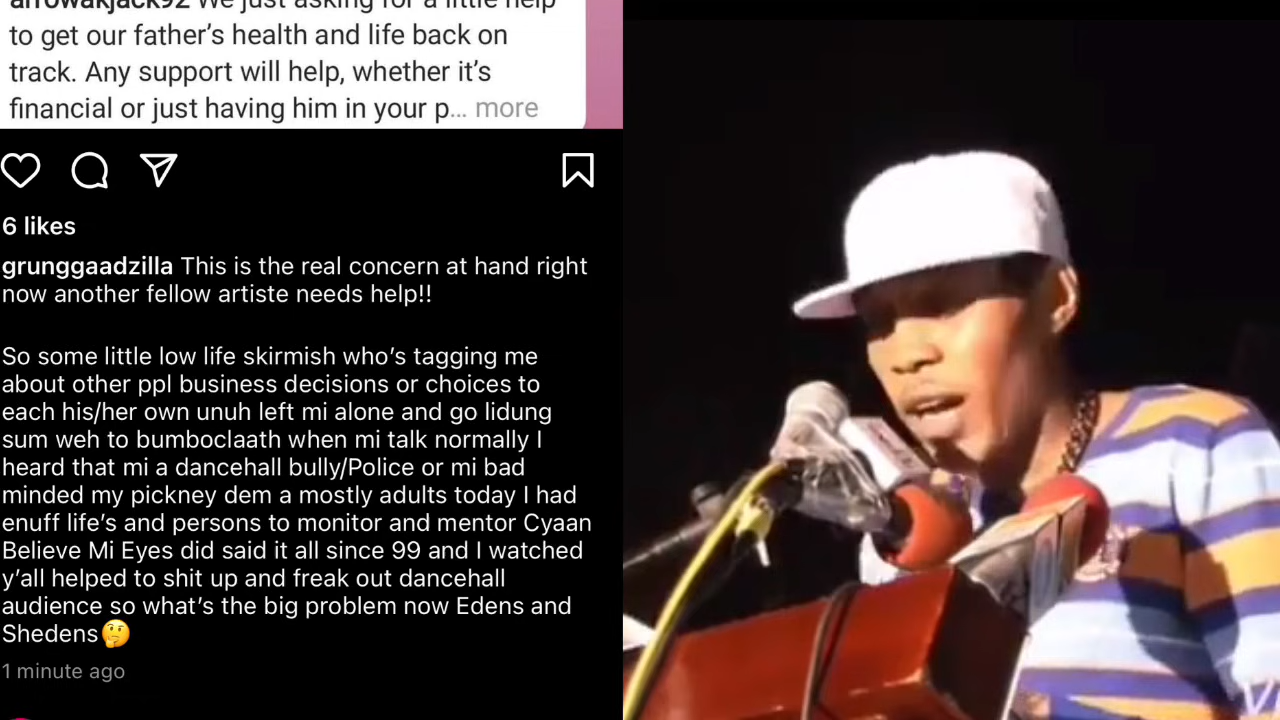 arrowakjack92 We just asking for a little help
to get our father's health and life back on
track. Any support will help, whether it's
financial or just having him in your p... more
6 likes
grunggaadzilla This is the real concern at hand right
now another fellow artiste needs help!!
So some little low life skirmish who's tagging me
about other ppl business decisions or choices to
each his/her own unuh left mi alone and go lidung
sum weh to bumboclaath when mi talk normally I
heard that mi a dancehall bully/Police or mi bad
minded my pickney dem a mostly adults today I had
enuff life's and persons to monitor and mentor Cyaan
Believe Mi Eyes did said it all since 99 and I watched
y'all helped to shit up and freak out dancehall
audience so what's the big problem now Edens and
Shedens🤔
1 minute ago